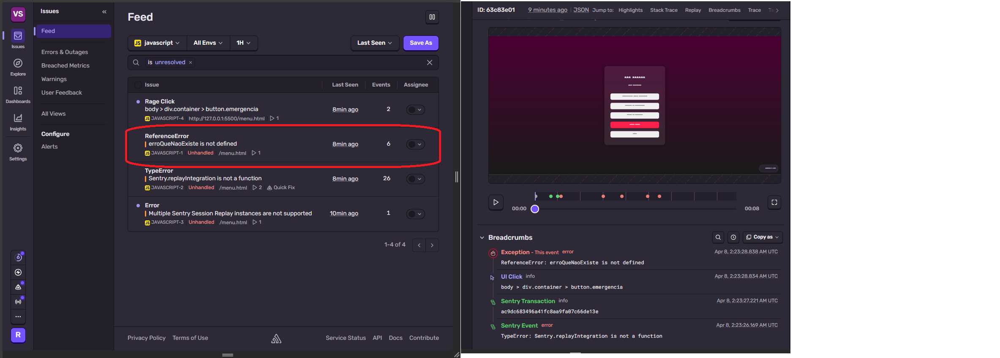 VS
Issues
Explore
Dashboards
Insights
Settings
6
R
Issues
Feed
Errors & Outages
Breached Metrics
Warnings
User Feedback
All Views
Configure
Alerts
Feed
JS javascript
All Envs
1H
Last Seen
Save As
is unresolved ×
Issue Last Seen Events Assignee
Rage Click
body > div.container > button.emergencia 8min ago 2
JS JAVASCRIPT-4 http://127.0.0.1:5500/menu.html 1
ReferenceError
erroQueNaoExiste is not defined 8min ago 6
JS JAVASCRIPT-1 Unhandled /menu.html 1
TypeError
Sentry.replayIntegration is not a function 8min ago 26
JS JAVASCRIPT-2 Unhandled /menu.html 2 Quick Fix
Error
Multiple Sentry Session Replay instances are not supported 10min ago 1
JS JAVASCRIPT-3 Unhandled /menu.html 1
1-4 of 4
Privacy Policy Terms of Use Service Status API Docs Contribute
ID: 63c83e01 9 minutes ago JSON Jump to: Highlights Stack Trace Replay Breadcrumbs Trace
*** ******
00:00 00:08
Breadcrumbs Copy as
Exception - This event error Apr 8, 2:23:28.838 AM UTC
ReferenceError: erroQueNaoExiste is not defined
UI Click info Apr 8, 2:23:28.834 AM UTC
body > div.container > button.emergencia
Sentry Transaction info Apr 8, 2:23:27.221 AM UTC
ac9dc683496a41fc8aa9fa07c66de13e
Sentry Event error Apr 8, 2:23:26.169 AM UTC
TypeError: Sentry.replayIntegration is not a function